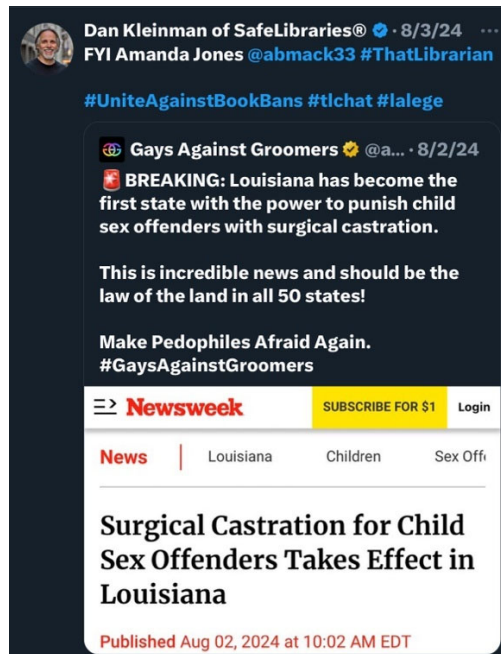 Dan Kleinman of SafeLibraries® · 8/3/24 ···
FYI Amanda Jones @abmack33 #ThatLibrarian
#UniteAgainstBookBans #tlchat #lalege
Gays Against Groomers @a... · 8/2/24
🚨 BREAKING: Louisiana has become the
first state with the power to punish child
sex offenders with surgical castration.
This is incredible news and should be the
law of the land in all 50 states!
Make Pedophiles Afraid Again.
#GaysAgainstGroomers
Newsweek
SUBSCRIBE FOR $1
Login
News
Louisiana
Children
Sex Off
Surgical Castration for Child
Sex Offenders Takes Effect in
Louisiana
Published Aug 02, 2024 at 10:02 AM EDT